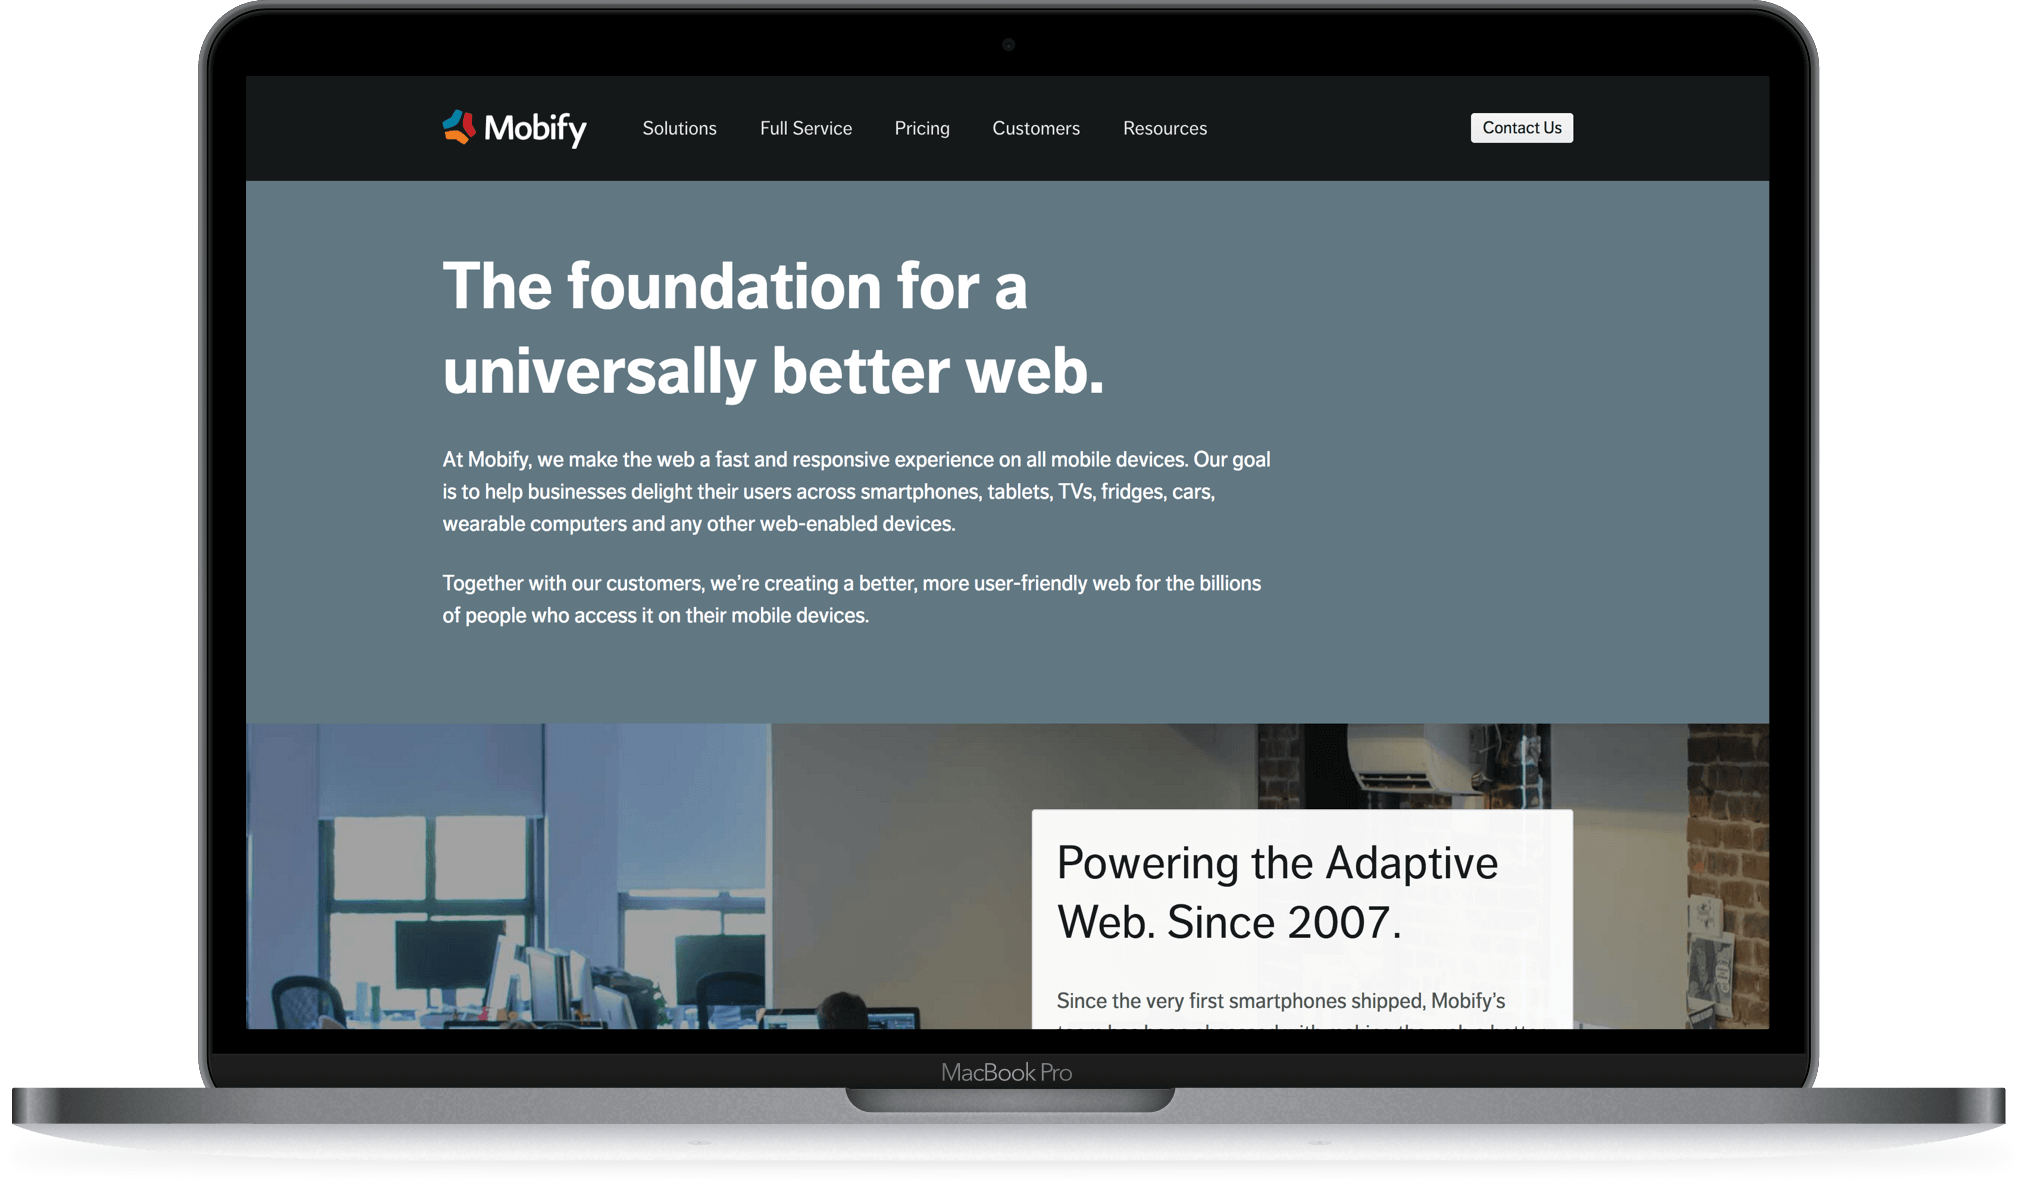 Mobify
Solutions
Full Service
Pricing
Customers
Resources
Contact Us
The foundation for a
universally better web.
At Mobify, we make the web a fast and responsive experience on all mobile devices. Our goal
is to help businesses delight their users across smartphones, tablets, TVs, fridges, cars,
wearable computers and any other web-enabled devices.
Together with our customers, we’re creating a better, more user-friendly web for the billions
of people who access it on their mobile devices.
Powering the Adaptive
Web. Since 2007.
Since the very first smartphones shipped, Mobify’s
MacBook Pro